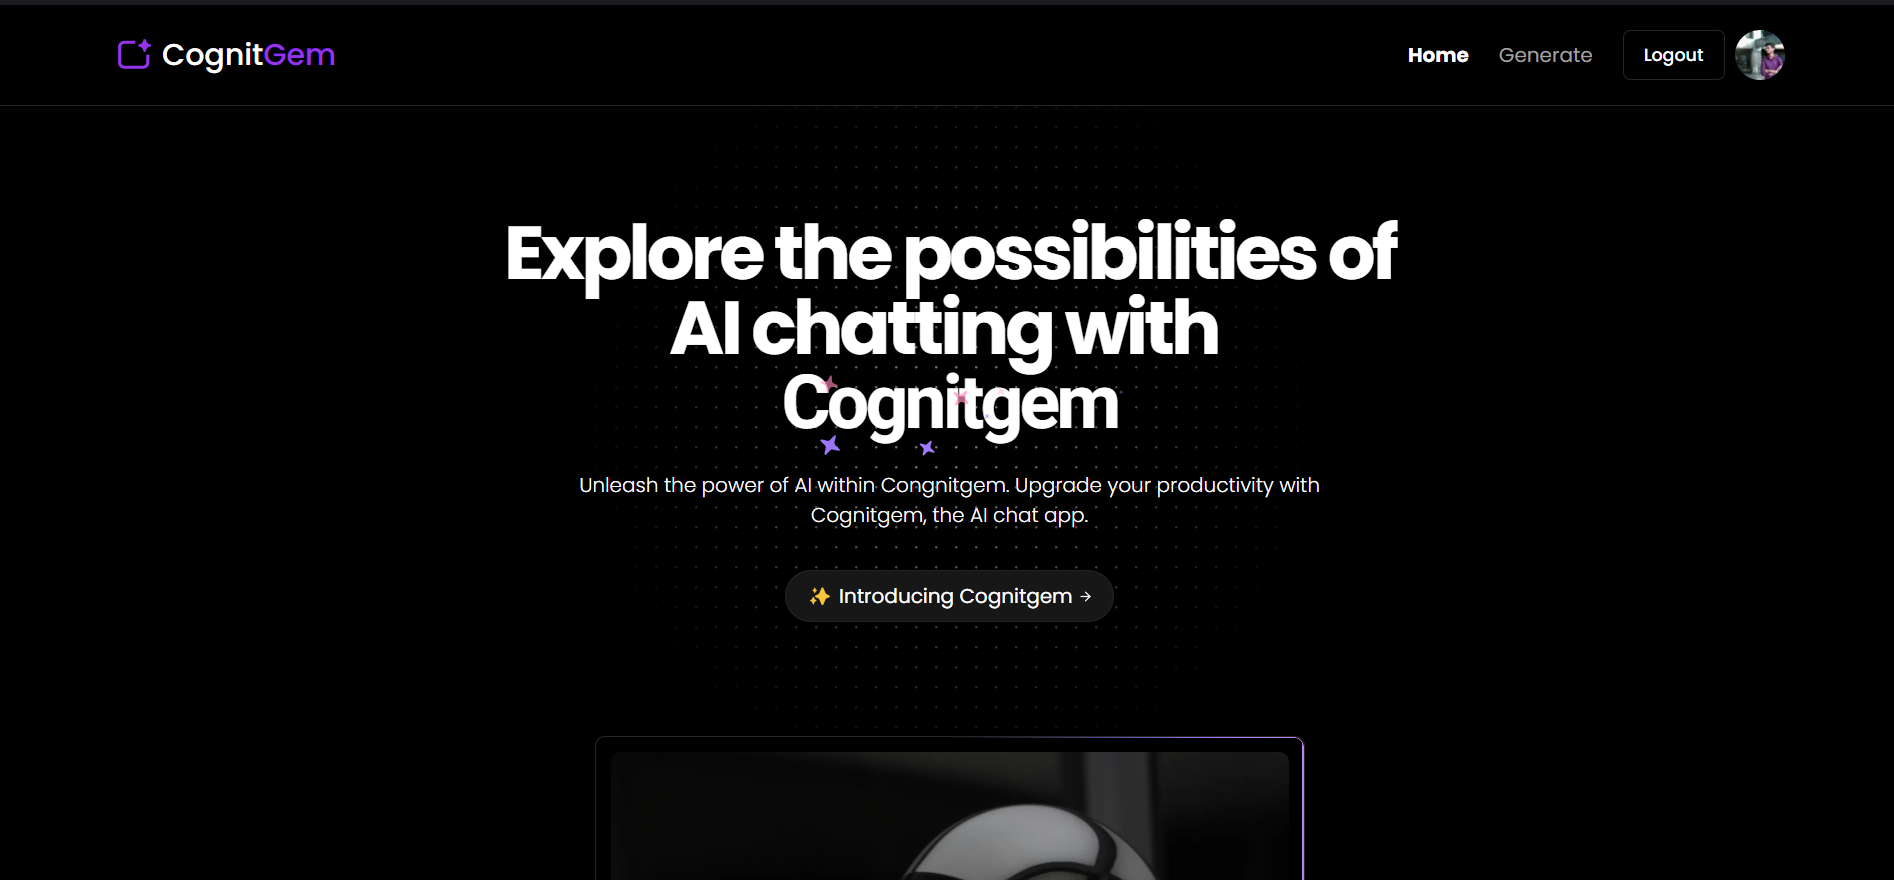 CognitGem
Home Generate Logout
Explore the possibilities of
AI chatting with
Cognitgem
Unleash the power of AI within Congnitgem. Upgrade your productivity with
Cognitgem, the AI chat app.
✨ Introducing Cognitgem →